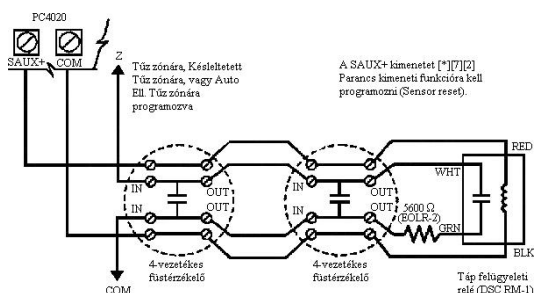 PC4020
SAUX+ COM
Z
Tűz zónára, Késleltetett
Tűz zónára, vagy Auto
Ell. Tűz zónára
programozva
A SAUX+ kimenetet [*][7][2]
Parancs kimeneti funkcióra kell
programozni (Sensor reset).
RED
WHT
IN
OUT
IN
OUT
IN
OUT
IN
OUT
5600 Ω
(EOLR-2)
GRN
BLK
COM
4-vezetékes
füstérzékelő
4-vezetékes
füstérzékelő
Táp felügyeleti
relé (DSC RM-1)